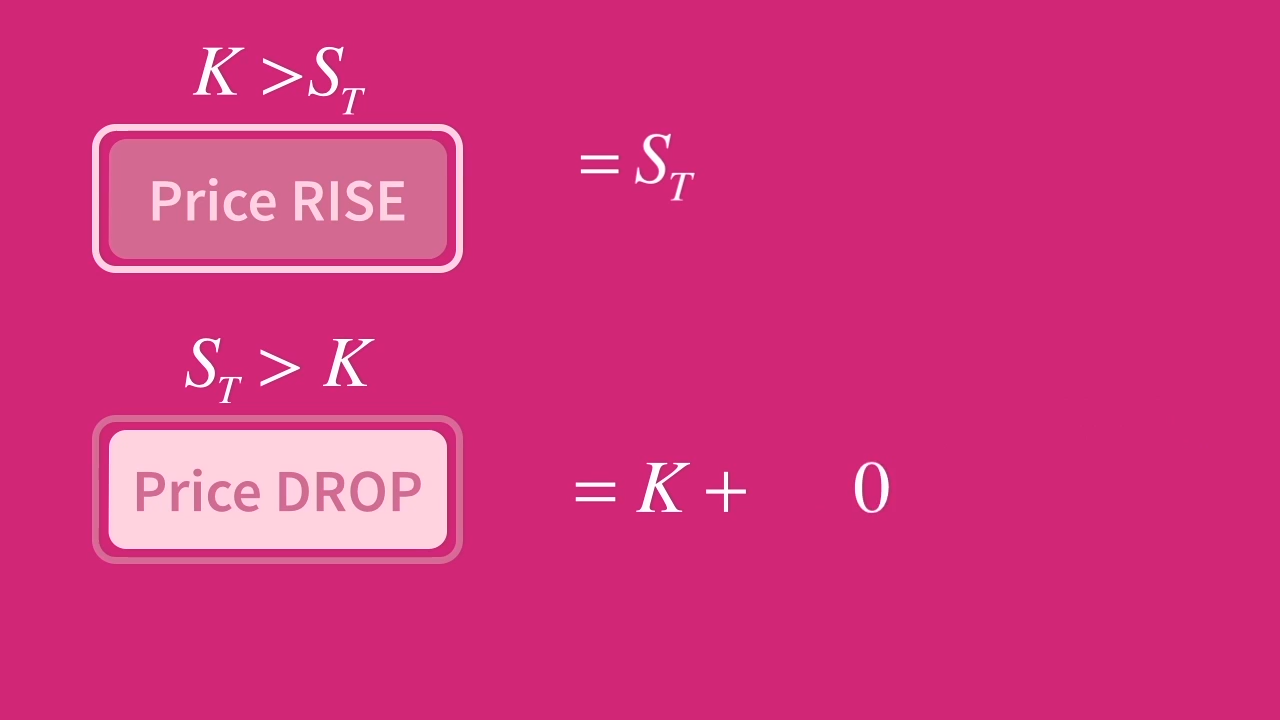 K > S_T
Price RISE
= S_T
S_T > K
Price DROP
= K + 0